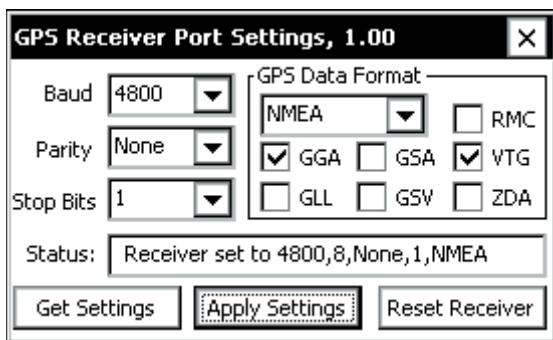 GPS Receiver Port Settings, 1.00
GPS Data Format
Baud 4800
NMEA
RMC
Parity None
GGA GSA VTG
Stop Bits 1
GLL GSV ZDA
Status: Receiver set to 4800,8,None,1,NMEA
Get Settings Apply Settings Reset Receiver